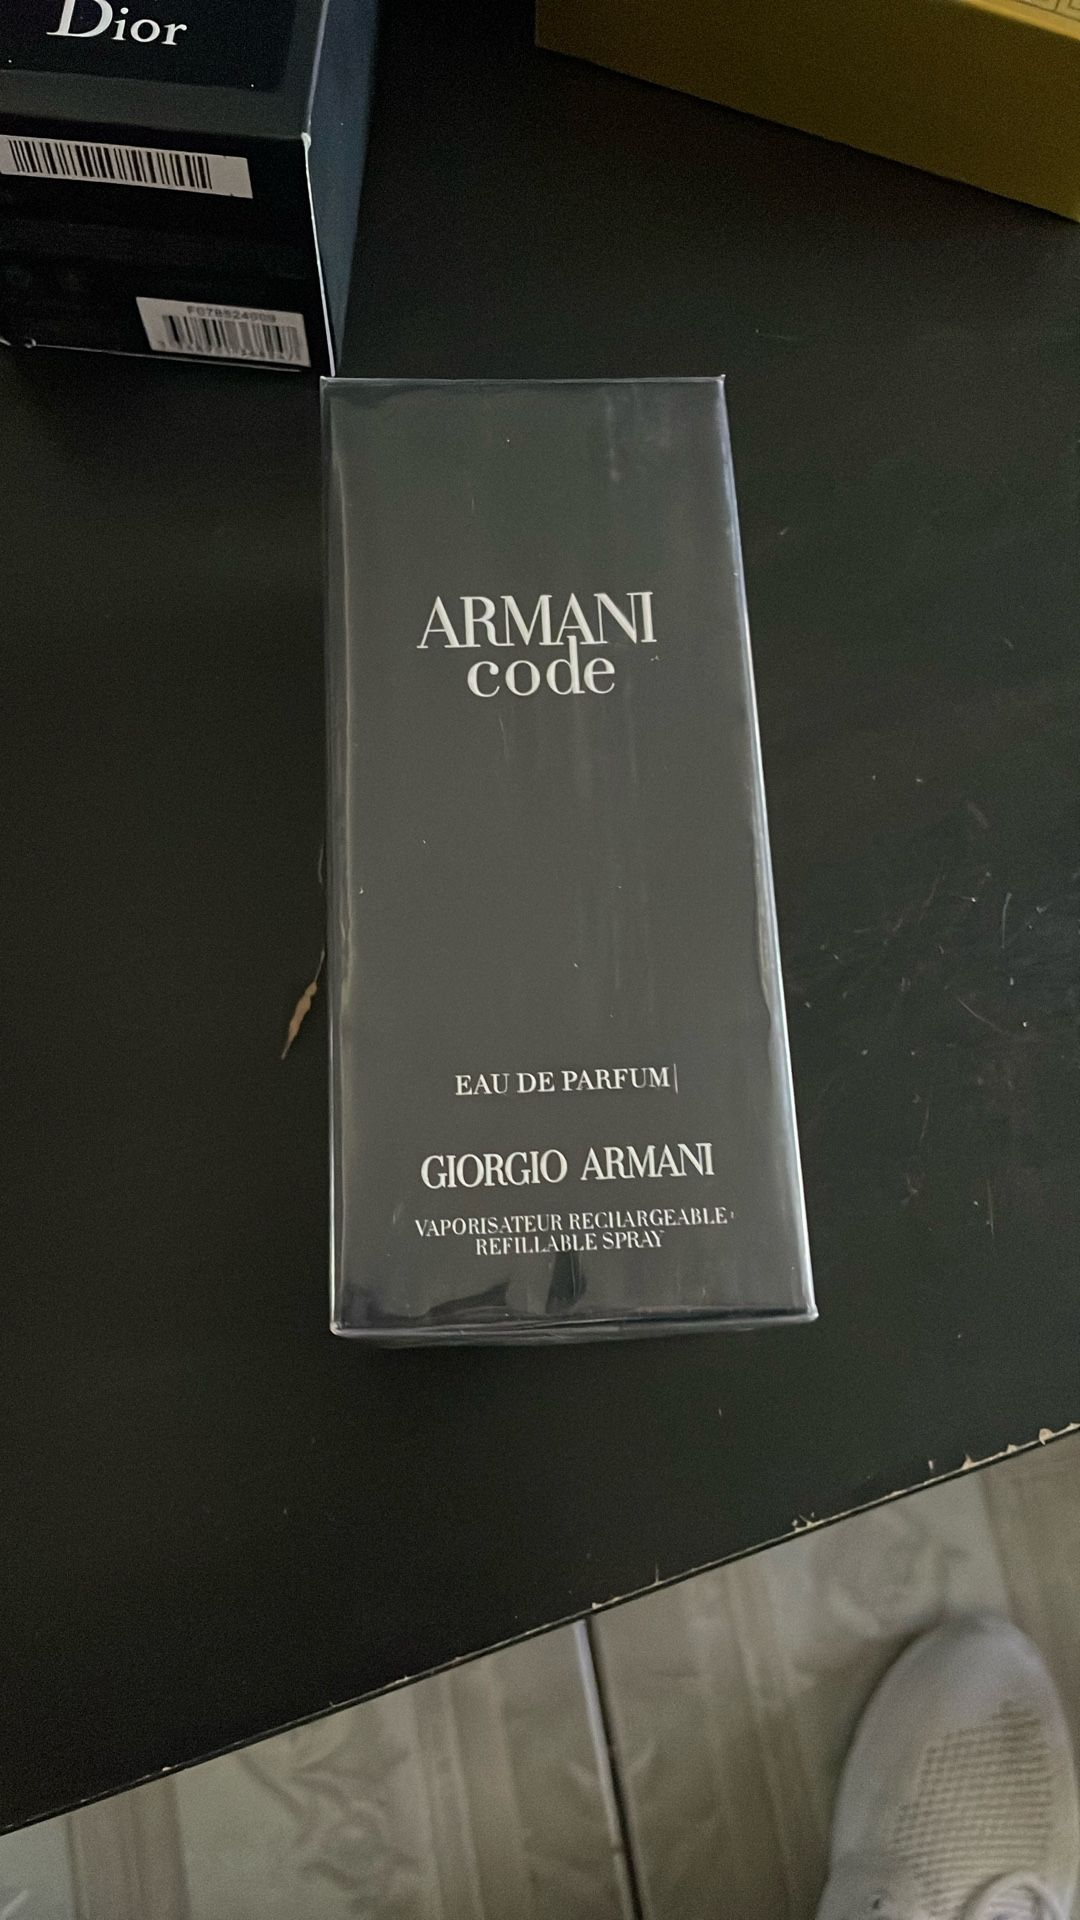 Dior
ARMANI
code
EAU DE PARFUM
GIORGIO ARMANI
VAPORISATEUR RECHARGEABLE
REFILLABLE SPRAY